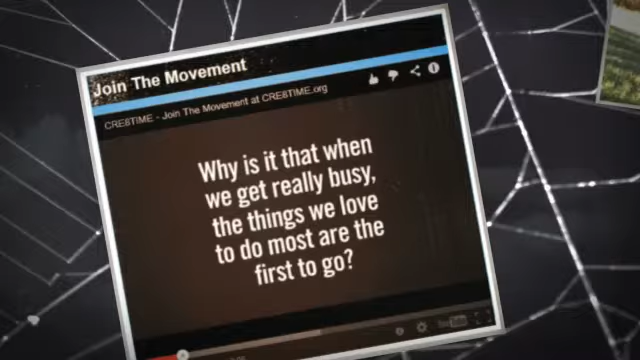 Join The Movement
CRE8TIME - Join The Movement at CRE8TIME.org
Why is it that when
we get really busy,
the things we love
to do most are the
first to go?